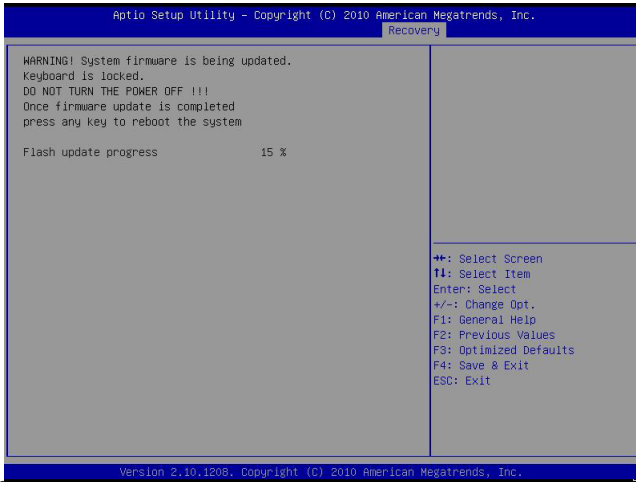 Aptio Setup Utility – Copyright (C) 2010 American Megatrends, Inc.
Recovery
WARNING! System firmware is being updated.
Keyboard is locked.
DO NOT TURN THE POWER OFF !!!
Once firmware update is completed
press any key to reboot the system
Flash update progress 15 %
→←: Select Screen
↑↓: Select Item
Enter: Select
+/-: Change Opt.
F1: General Help
F2: Previous Values
F3: Optimized Defaults
F4: Save & Exit
ESC: Exit
Version 2.10.1208. Copyright (C) 2010 American Megatrends, Inc.